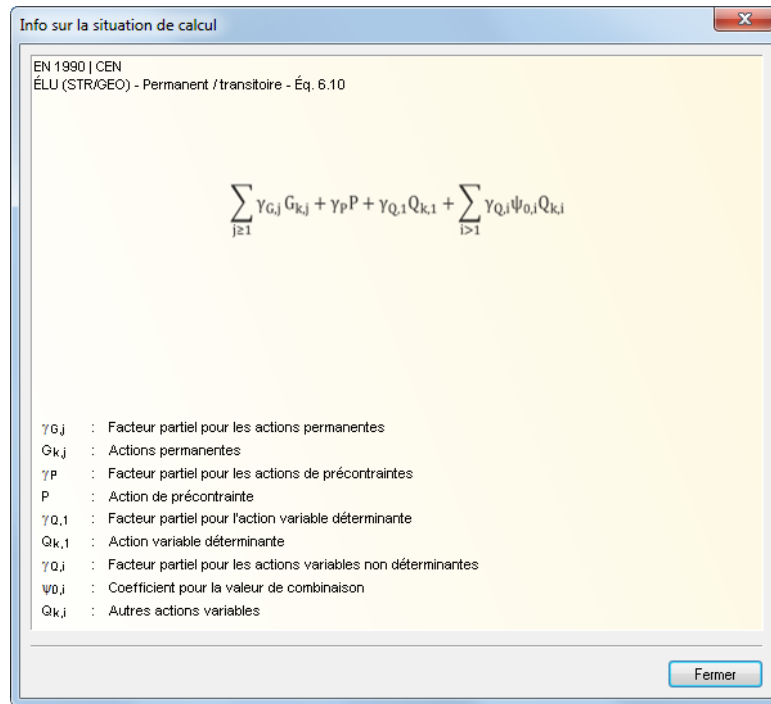 Info sur la situation de calcul
EN 1990 | CEN
ÉLU (STR/GEO) - Permanent / transitoire - Éq. 6.10
∑ j≥1 γG,j Gk,j + γP P + γQ,1 Qk,1 + ∑ i>1 γQ,i ψ0,i Qk,i
γG,j : Facteur partiel pour les actions permanentes
Gk,j : Actions permanentes
γP : Facteur partiel pour les actions de précontraintes
P : Action de précontrainte
γQ,1 : Facteur partiel pour l'action variable déterminante
Qk,1 : Action variable déterminante
γQ,i : Facteur partiel pour les actions variables non déterminantes
ψ0,i : Coefficient pour la valeur de combinaison
Qk,i : Autres actions variables
Fermer